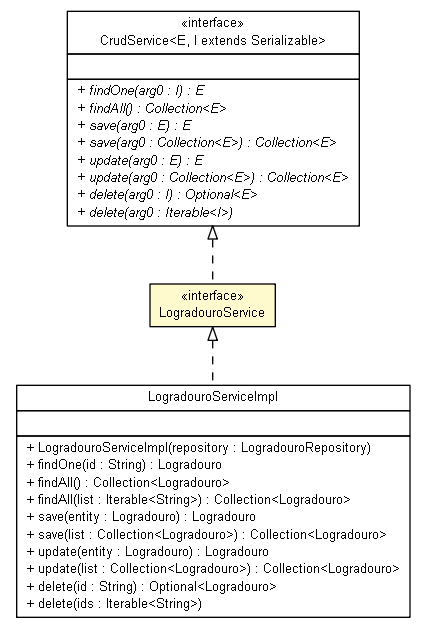 «interface»
CrudService<E, I extends Serializable>
+ findOne(arg0 : I) : E
+ findAll() : Collection<E>
+ save(arg0 : E) : E
+ save(arg0 : Collection<E>) : Collection<E>
+ update(arg0 : E) : E
+ update(arg0 : Collection<E>) : Collection<E>
+ delete(arg0 : I) : Optional<E>
+ delete(arg0 : Iterable<I>)
«interface»
LogradouroService
LogradouroServiceImpl
+ LogradouroServiceImpl(repository : LogradouroRepository)
+ findOne(id : String) : Logradouro
+ findAll() : Collection<Logradouro>
+ findAll(list : Iterable<String>) : Collection<Logradouro>
+ save(entity : Logradouro) : Logradouro
+ save(list : Collection<Logradouro>) : Collection<Logradouro>
+ update(entity : Logradouro) : Logradouro
+ update(list : Collection<Logradouro>) : Collection<Logradouro>
+ delete(id : String) : Optional<Logradouro>
+ delete(ids : Iterable<String>)